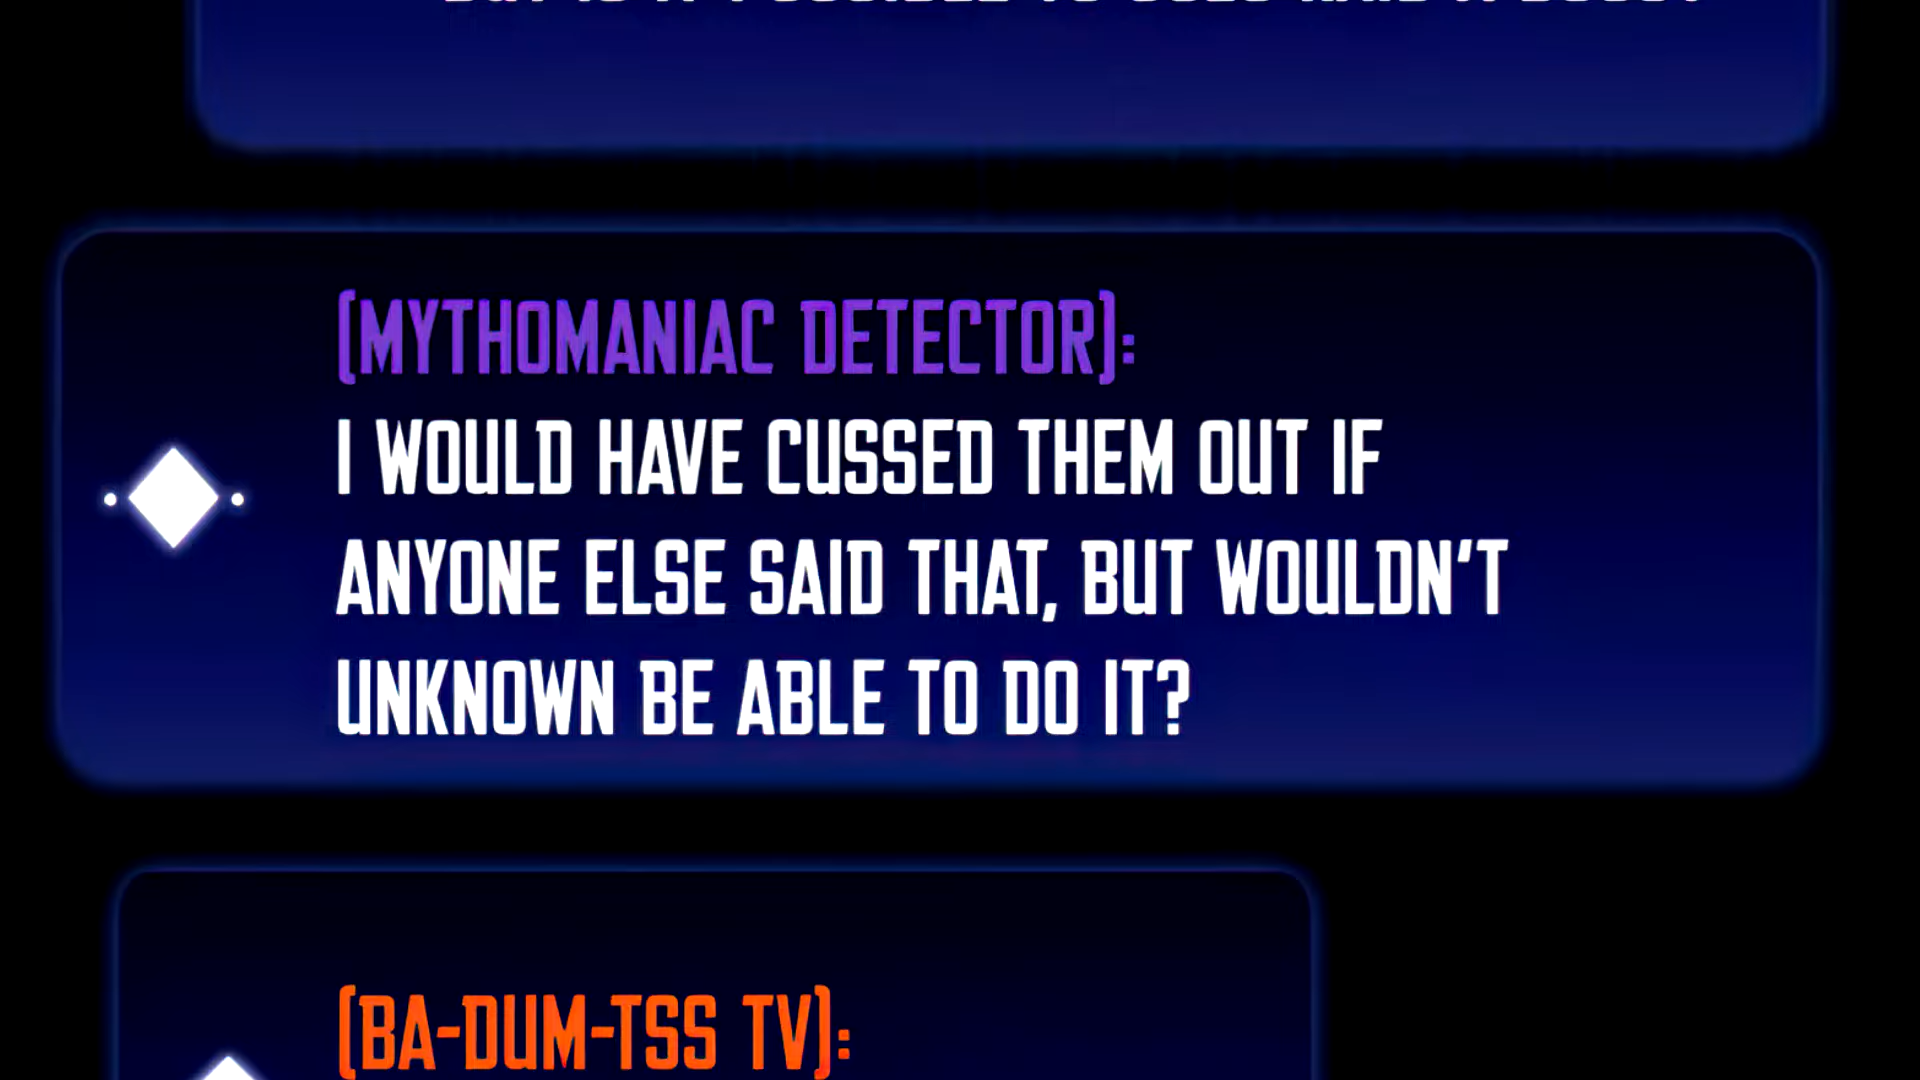 [MYTHOMANIAC DETECTOR]:
I WOULD HAVE CUSSED THEM OUT IF
ANYONE ELSE SAID THAT, BUT WOULDN'T
UNKNOWN BE ABLE TO DO IT?
[BA-DUM-TSS TV]: